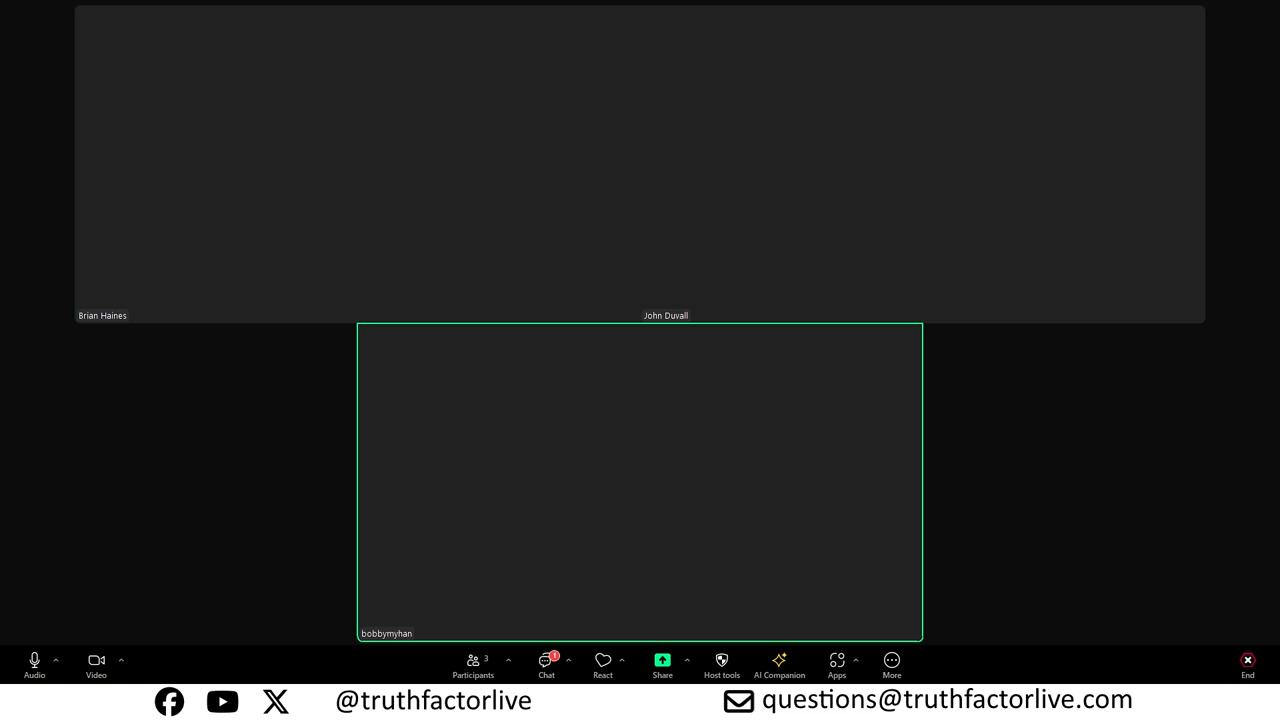 Brian Haines
John Duvall
bobbymyhan
3
1
Audio
Video
Participants
Chat
React
Share
Host tools
AI Companion
Apps
More
End
@truthfactorlive
questions@truthfactorlive.com